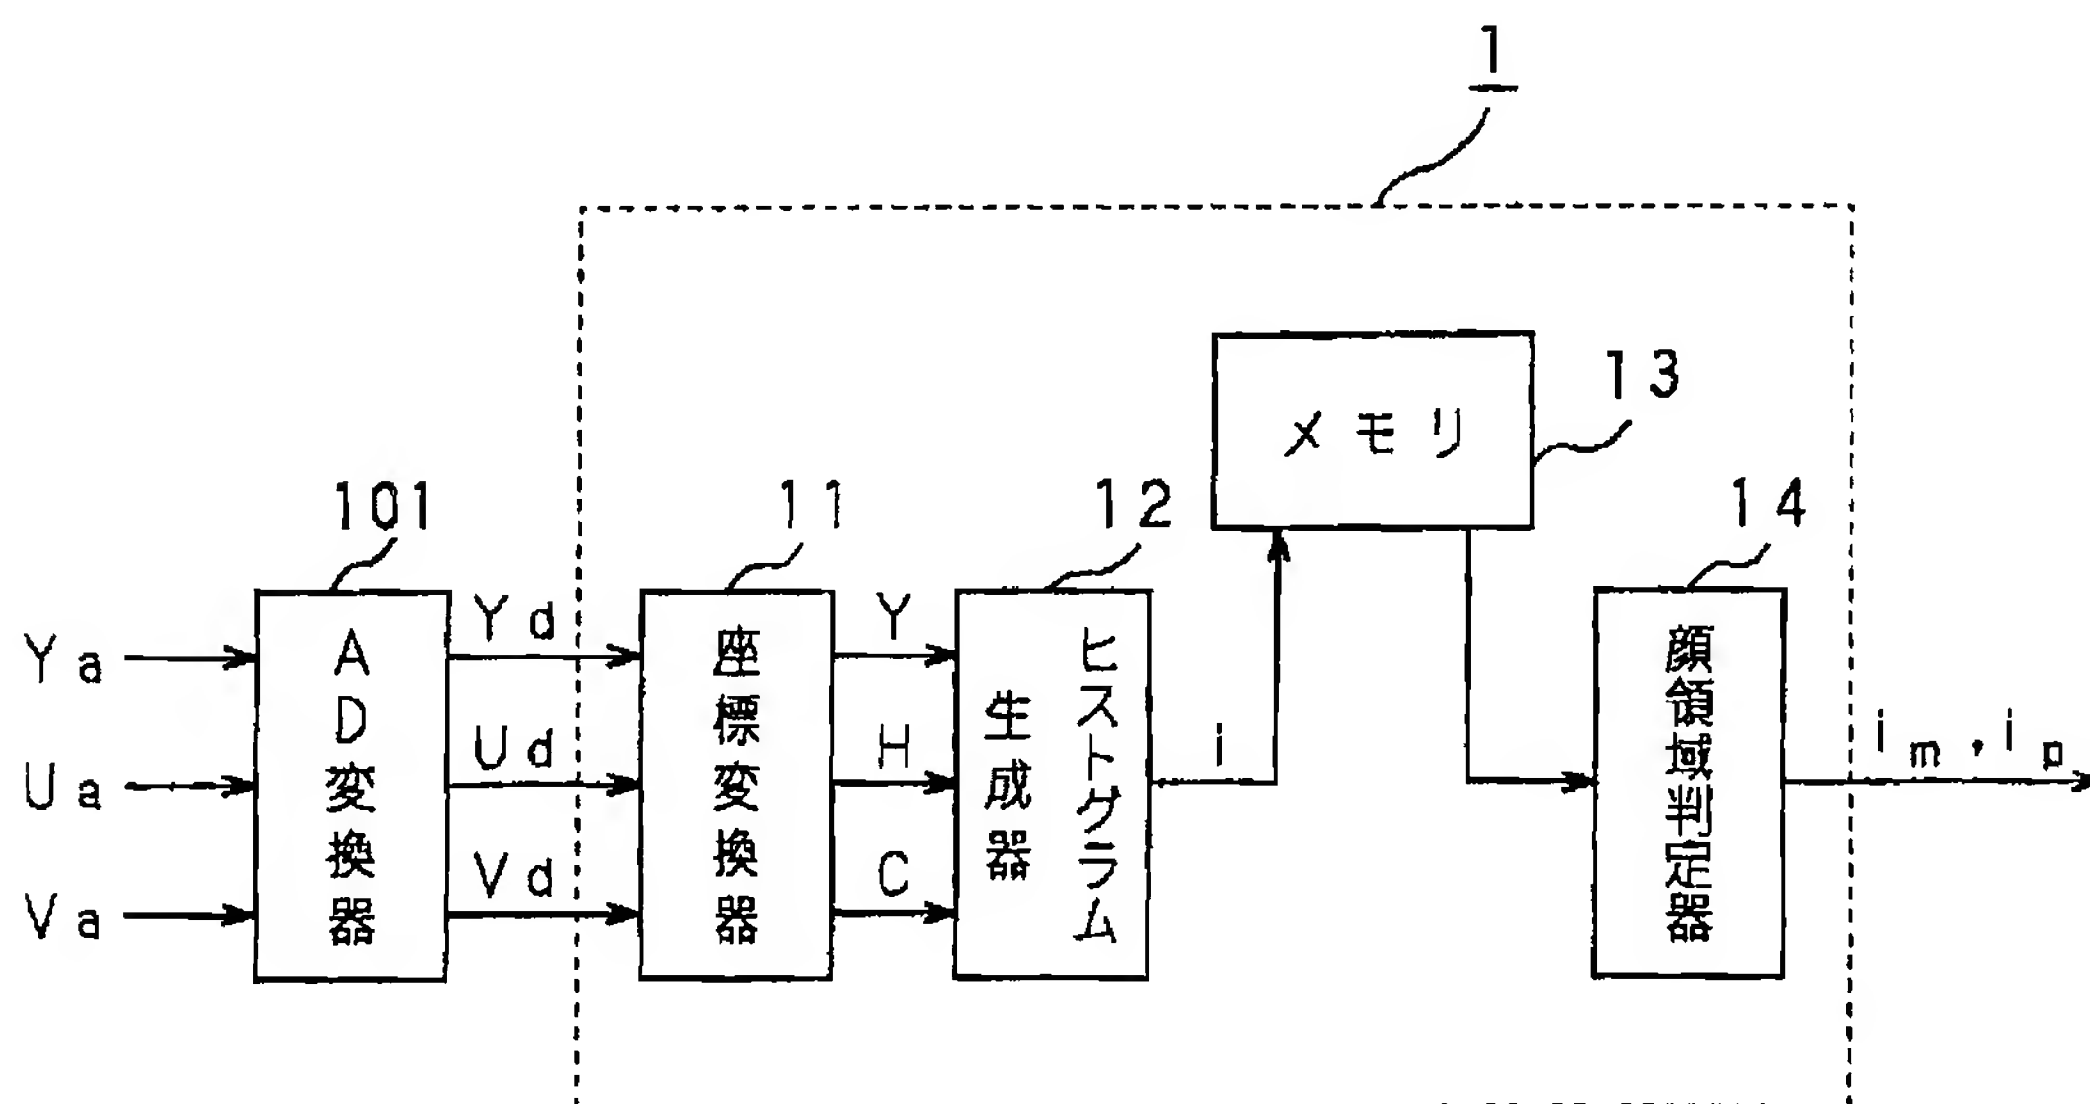 1
13
メモリ
101
11
12
14
Ya
Ua
Va
AD変換器
Yd
Ud
Vd
座標変換器
Y
H
C
ヒストグラム
生成器
i
顔領域判定器
im,ip